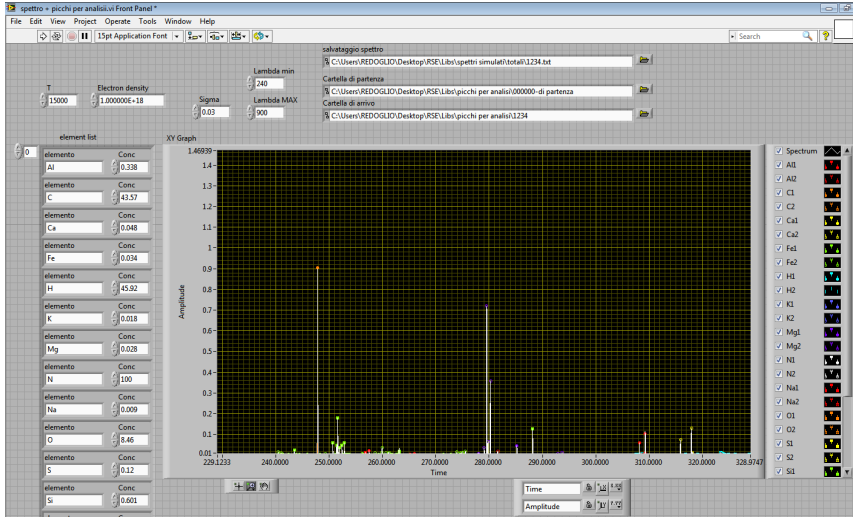 spettro + picchi per analisii.vi Front Panel *
File Edit View Project Operate Tools Window Help
15pt Application Font
Search
salvataggio spettro
C:\Users\REDOGLIO\Desktop\RSE\Libs\spettri simulati\totali\1234.txt
Lambda min
240
Cartella di partenza
C:\Users\REDOGLIO\Desktop\RSE\Libs\picchi per analisi\000000-di partenza
T
15000
Electron density
1.000000E+18
Sigma
0.03
Lambda MAX
900
Cartella di arrivo
C:\Users\REDOGLIO\Desktop\RSE\Libs\picchi per analisi\1234
element list
0
elemento Conc
Al 0.338
elemento Conc
C 43.57
elemento Conc
Ca 0.048
elemento Conc
Fe 0.034
elemento Conc
H 45.92
elemento Conc
K 0.018
elemento Conc
Mg 0.028
elemento Conc
N 100
elemento Conc
Na 0.009
elemento Conc
O 8.46
elemento Conc
S 0.12
elemento Conc
Si 0.601
XY Graph
1.46939
1.4
1.3
1.2
1.1
1
0.9
0.8
0.7
0.6
0.5
0.4
0.3
0.2
0.1
0.01
Amplitude
229.1233 240.0000 250.0000 260.0000 270.0000 280.0000 290.0000 300.0000 310.0000 320.0000 328.9747
Time
Spectrum
Al1
Al2
C1
C2
Ca1
Ca2
Fe1
Fe2
H1
H2
K1
K2
Mg1
Mg2
N1
N2
Na1
Na2
O1
O2
S1
S2
Si1
Time
Amplitude